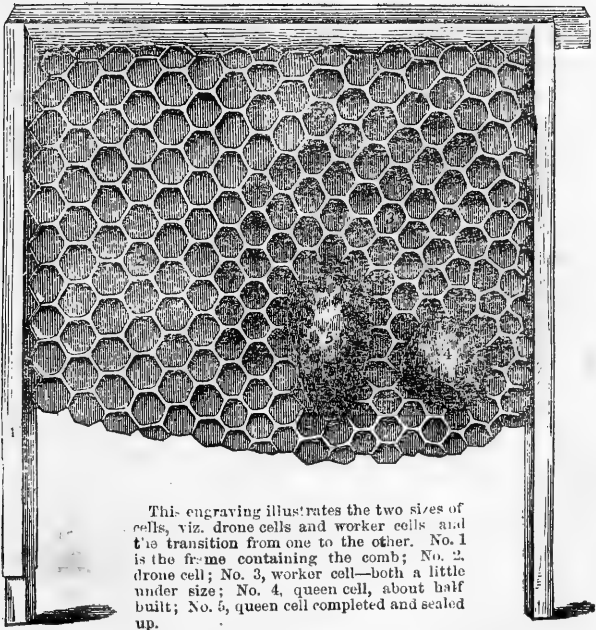 5
4
1
This engraving illustrates the two sizes of
cells, viz. drone cells and worker cells and
the transition from one to the other. No. 1
is the frame containing the comb; No. 2,
drone cell; No. 3, worker cell—both a little
under size; No. 4, queen cell, about half
built; No. 5, queen cell completed and sealed
up.